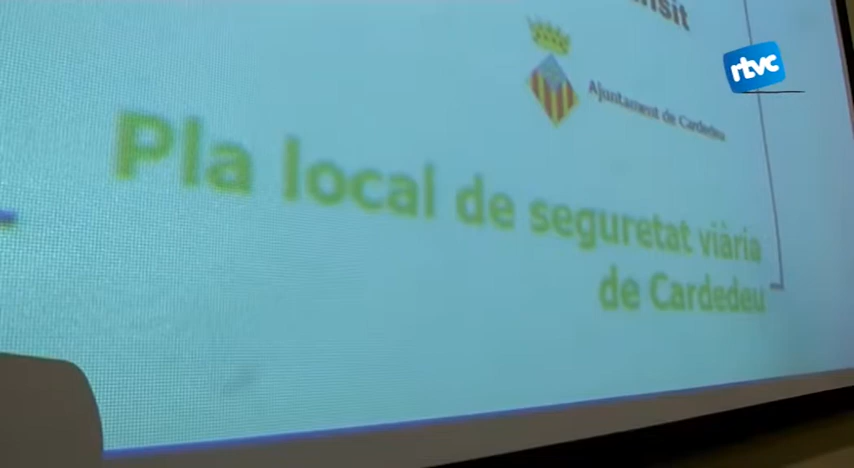 rtvc
Ajuntament de Cardedeu
Pla local de seguretat viària
de Cardedeu